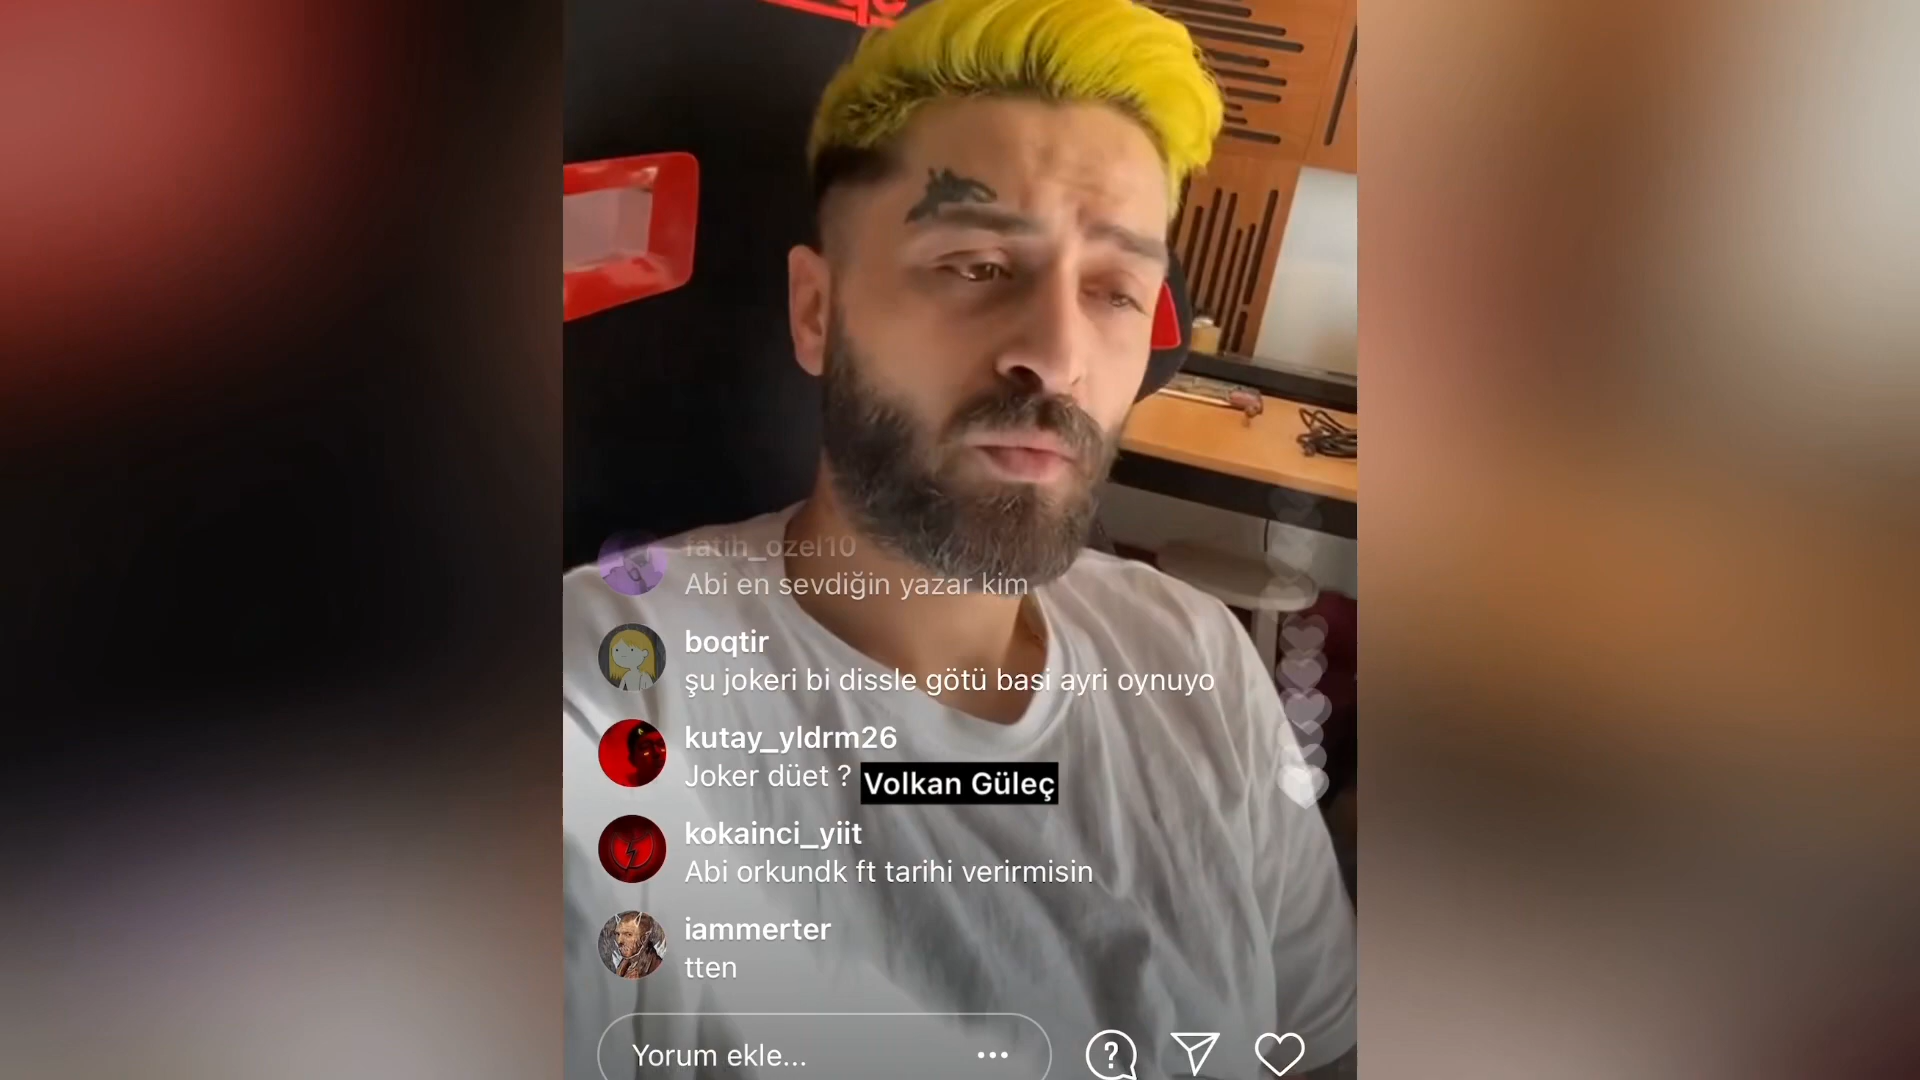 fatih_ozel10
Abi en sevdiğin yazar kim
boqtir
şu jokeri bi dissle götü basi ayri oynuyo
kutay_yldrm26
Joker düet ?
Volkan Güleç
kokainci_yiit
Abi orkundk ft tarihi verirmisin
iammerter
tten
Yorum ekle...